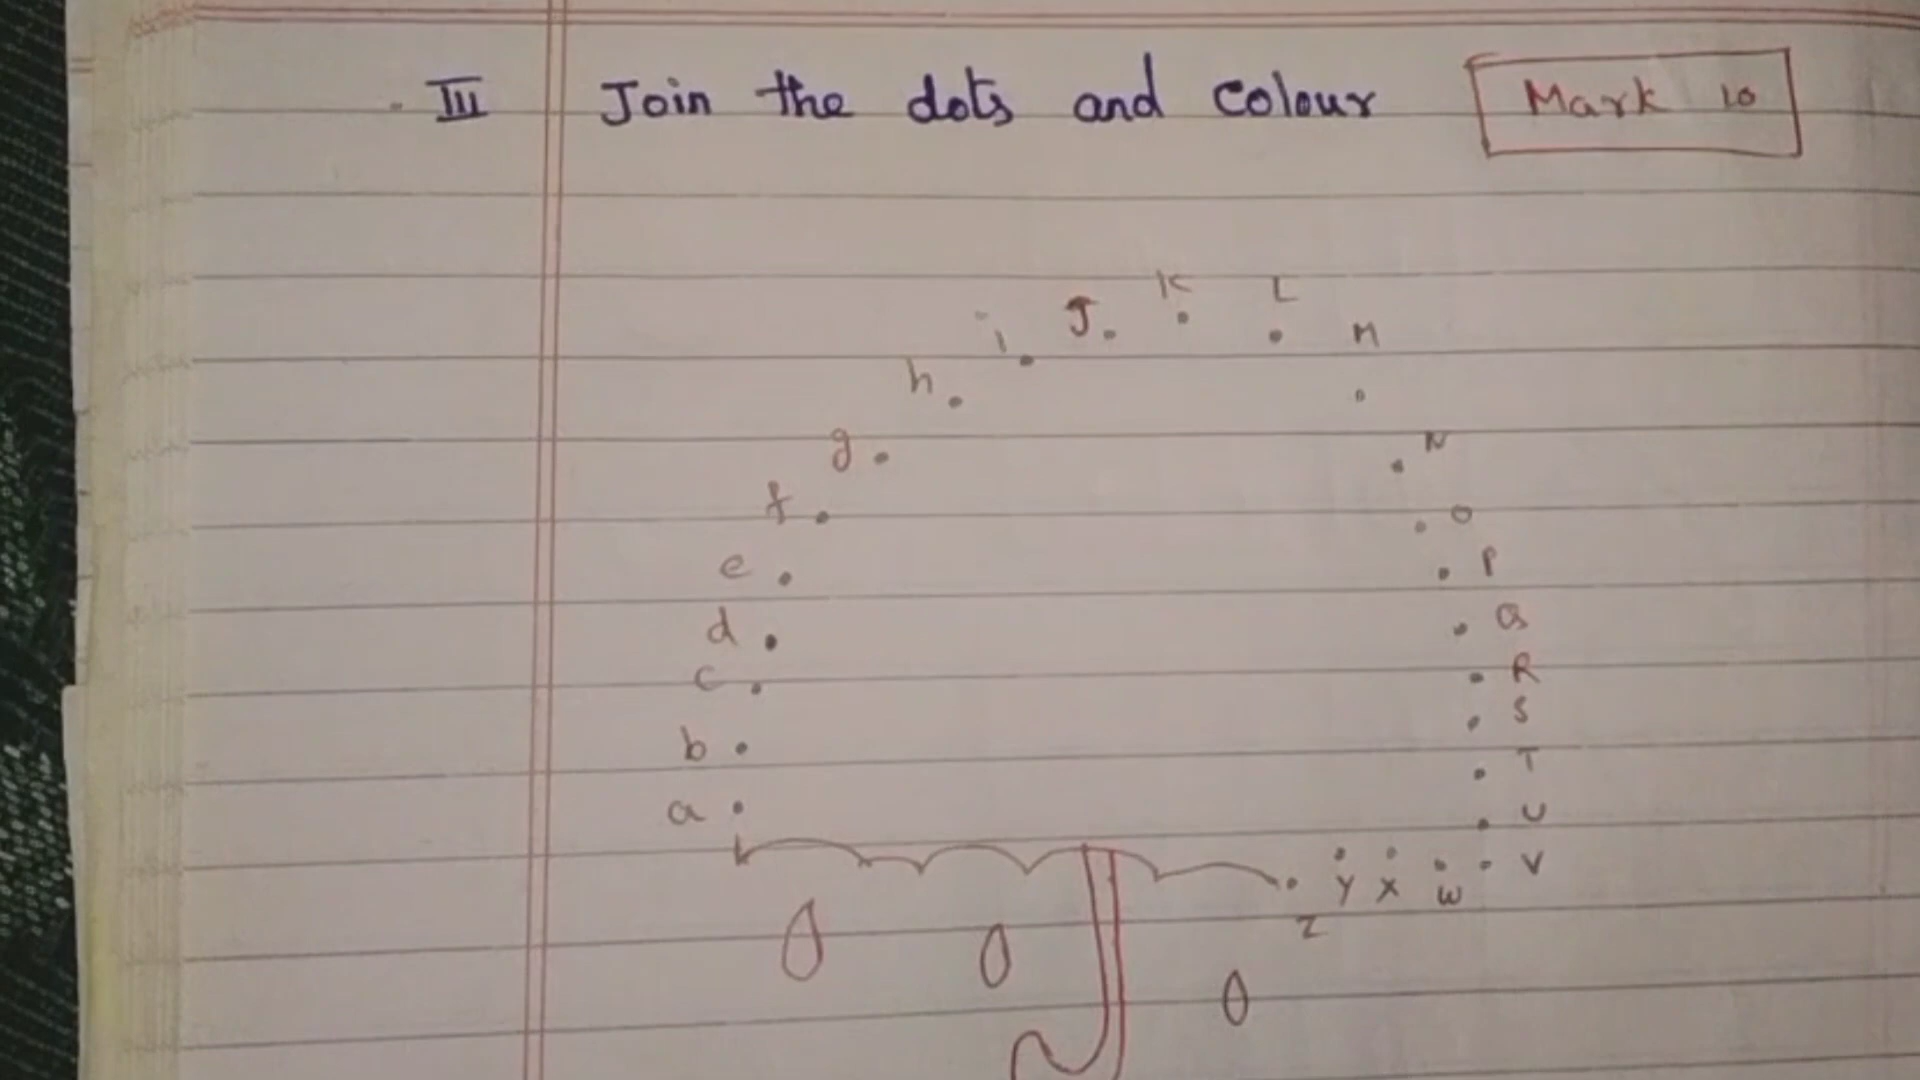 III Join the dots and colour Mark 10
K L
J M
i
h
g N
f O
e P
d Q
c R
b S
T
a U
Y X W V
Z